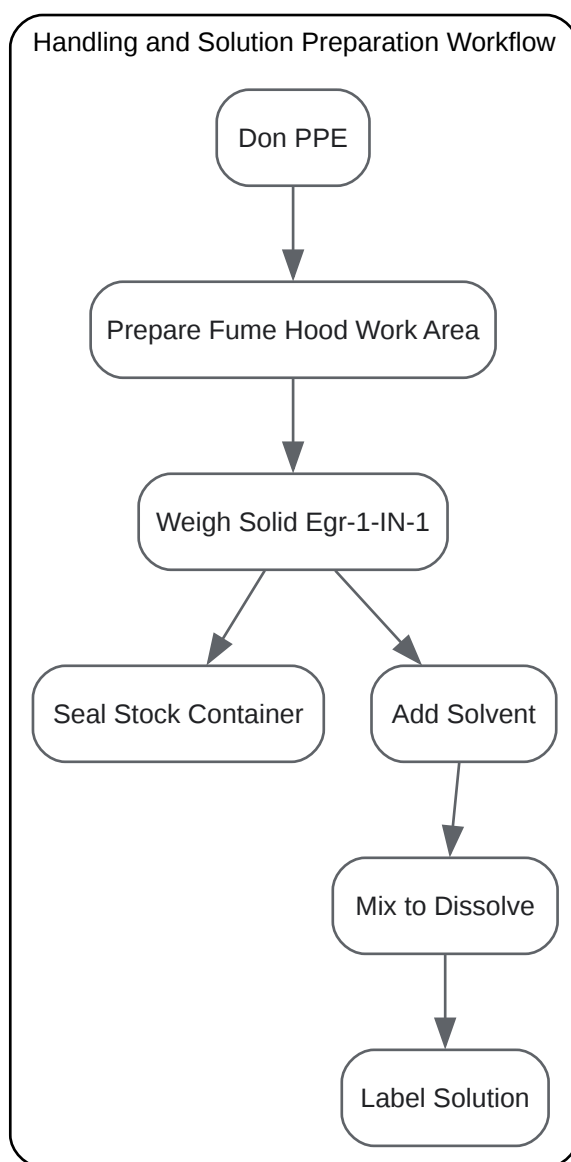 Handling and Solution Preparation Workflow
Don PPE
Prepare Fume Hood Work Area
Weigh Solid Egr-1-IN-1
Seal Stock Container
Add Solvent
Mix to Dissolve
Label Solution